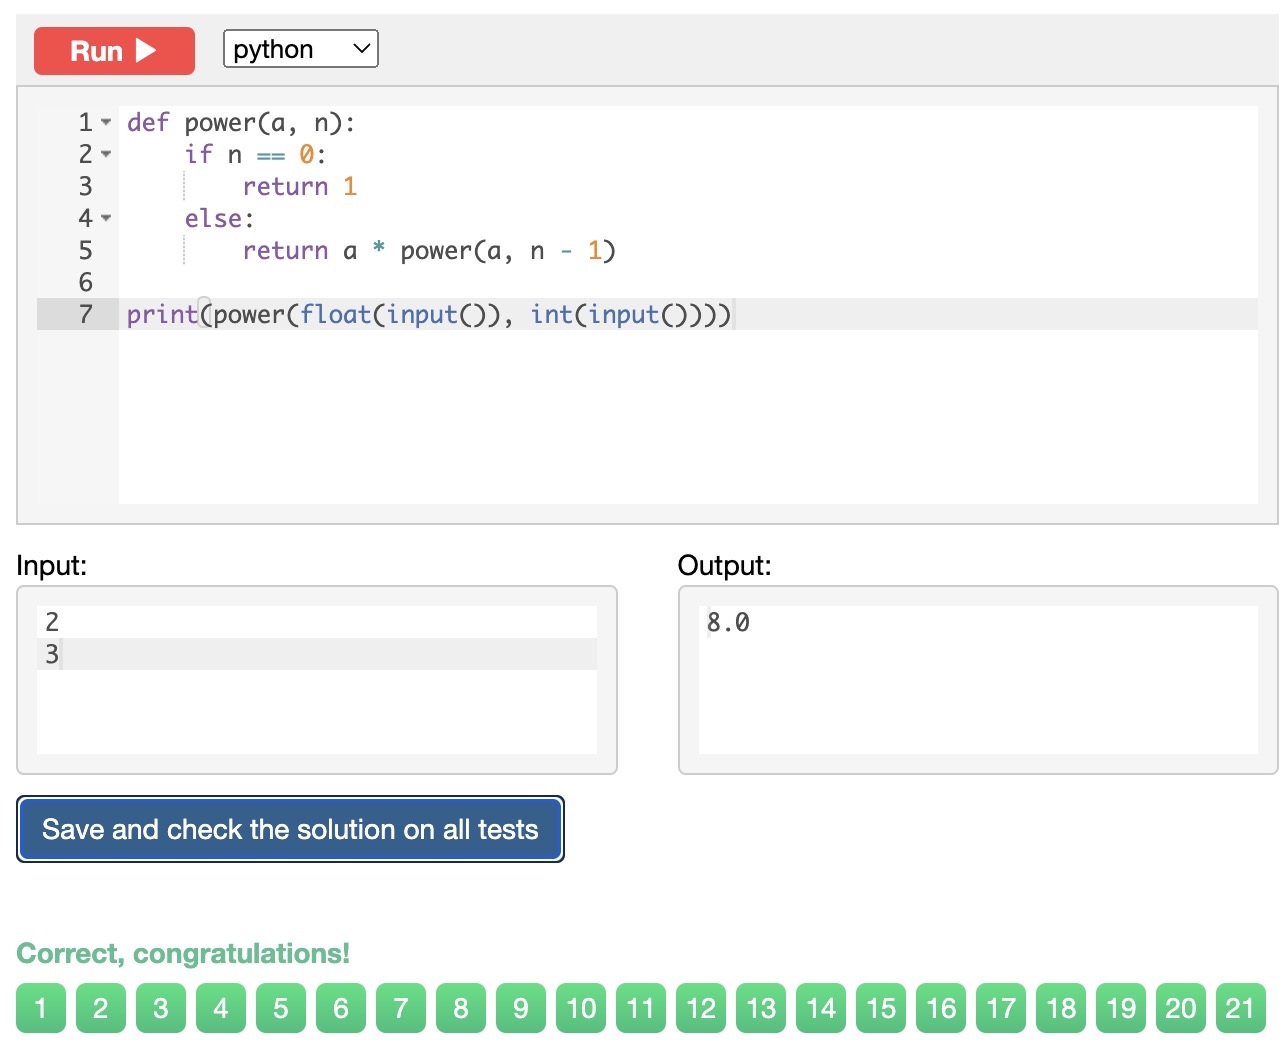 Run python
1 def power(a, n):
2     if n == 0:
3         return 1
4     else:
5         return a * power(a, n - 1)
6
7 print(power(float(input()), int(input())))
Input:
2
3
Output:
8.0
Save and check the solution on all tests
Correct, congratulations!
1 2 3 4 5 6 7 8 9 10 11 12 13 14 15 16 17 18 19 20 21